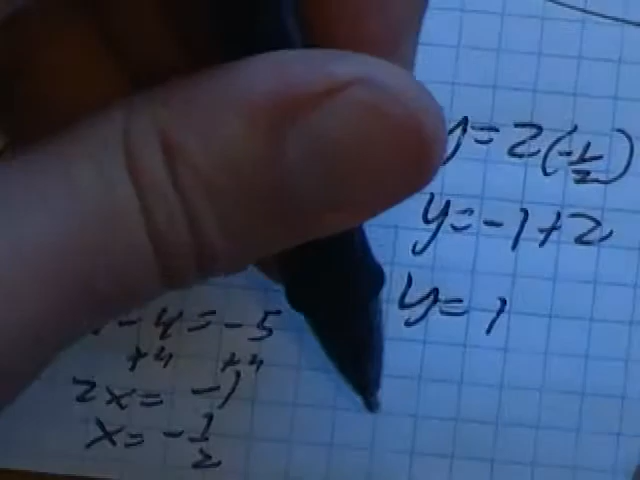 - 4 = -5
+4 +4
2x = -1
x = -1/2
y = 2(-1/2)
y = -1 + 2
y = 1